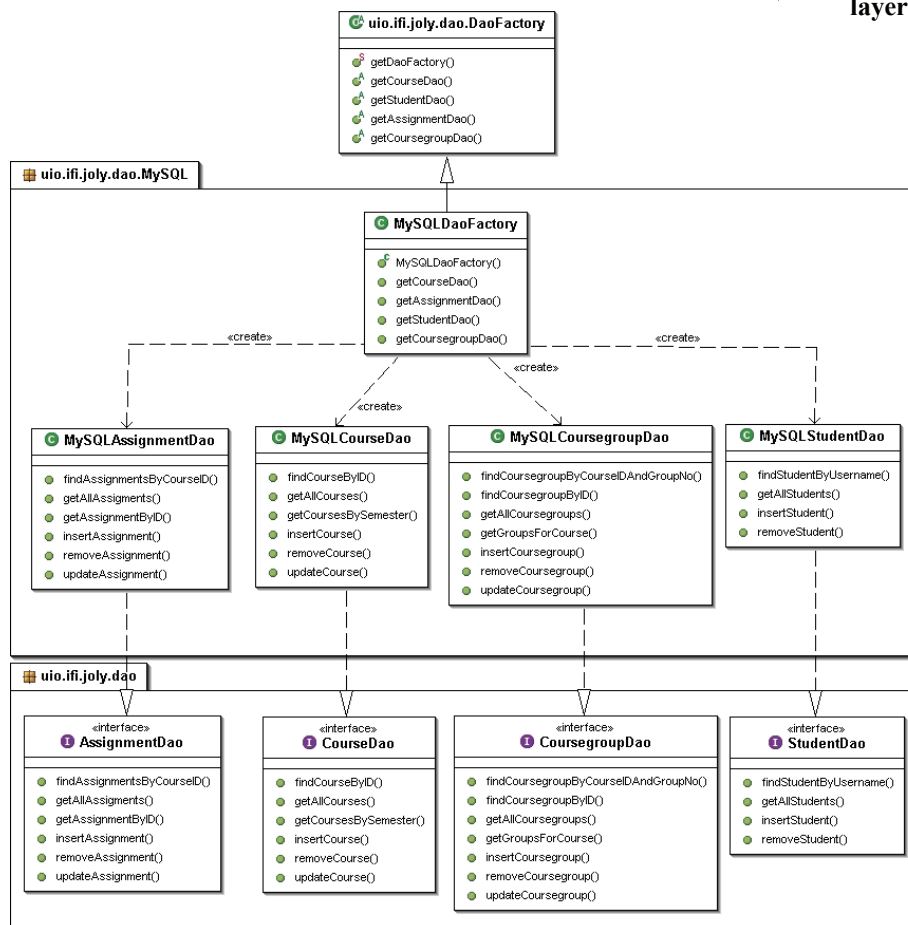 layer
uio.ifi.joly.dao.DaoFactory
getDaoFactory()
getCourseDao()
getStudentDao()
getAssignmentDao()
getCoursegroupDao()
uio.ifi.joly.dao.MySQL
MySQLDaoFactory
MySQLDaoFactory()
getCourseDao()
getAssignmentDao()
getStudentDao()
getCoursegroupDao()
«create»
«create»
«create»
«create»
MySQLAssignmentDao
findAssignmentsByCourseID()
getAllAssigments()
getAssignmentByID()
insertAssignment()
removeAssignment()
updateAssignment()
MySQLCourseDao
findCourseByID()
getAllCourses()
getCoursesBySemester()
insertCourse()
removeCourse()
updateCourse()
MySQLCoursegroupDao
findCoursegroupByCourseIDAndGroupNo()
findCoursegroupByID()
getAllCoursegroups()
getGroupsForCourse()
insertCoursegroup()
removeCoursegroup()
updateCoursegroup()
MySQLStudentDao
findStudentByUsername()
getAllStudents()
insertStudent()
removeStudent()
uio.ifi.joly.dao
«interface»
AssignmentDao
findAssignmentsByCourseID()
getAllAssigments()
getAssignmentByID()
insertAssignment()
removeAssignment()
updateAssignment()
«interface»
CourseDao
findCourseByID()
getAllCourses()
getCoursesBySemester()
insertCourse()
removeCourse()
updateCourse()
«interface»
CoursegroupDao
findCoursegroupByCourseIDAndGroupNo()
findCoursegroupByID()
getAllCoursegroups()
getGroupsForCourse()
insertCoursegroup()
removeCoursegroup()
updateCoursegroup()
«interface»
StudentDao
findStudentByUsername()
getAllStudents()
insertStudent()
removeStudent()